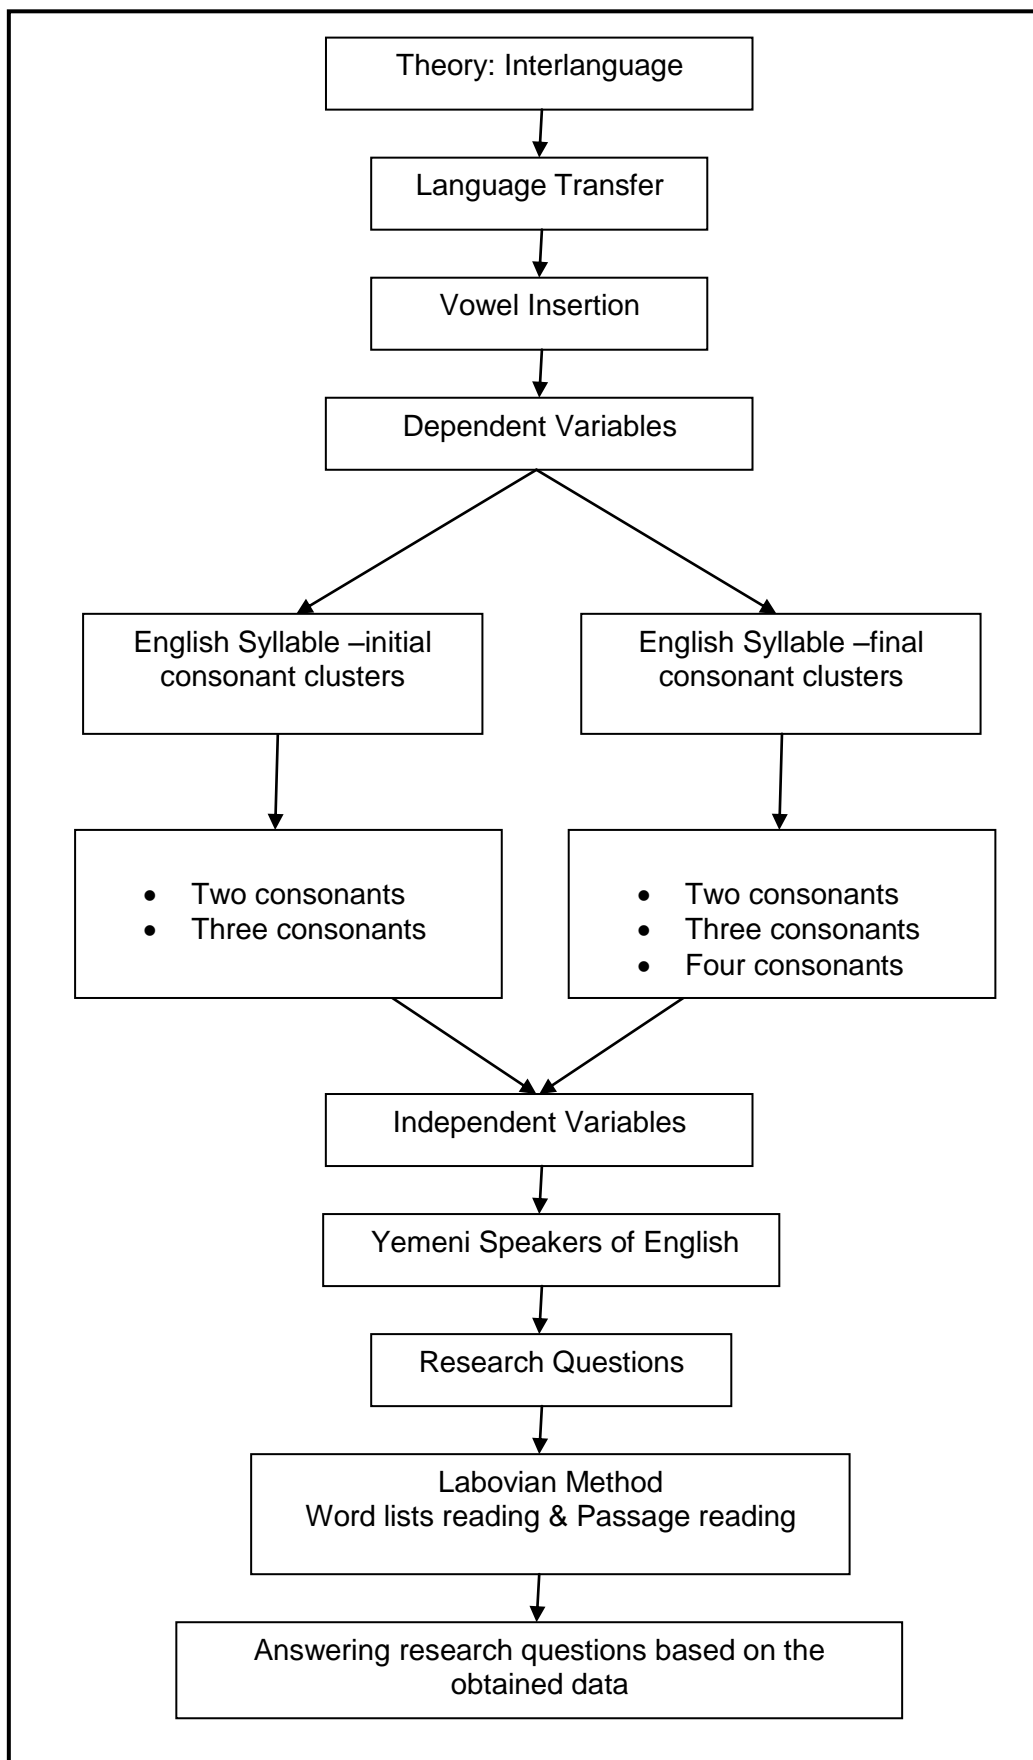 Theory: Interlanguage
Language Transfer
Vowel Insertion
Dependent Variables
English Syllable –initial
consonant clusters
English Syllable –final
consonant clusters
• Two consonants
• Three consonants
• Two consonants
• Three consonants
• Four consonants
Independent Variables
Yemeni Speakers of English
Research Questions
Labovian Method
Word lists reading & Passage reading
Answering research questions based on the
obtained data